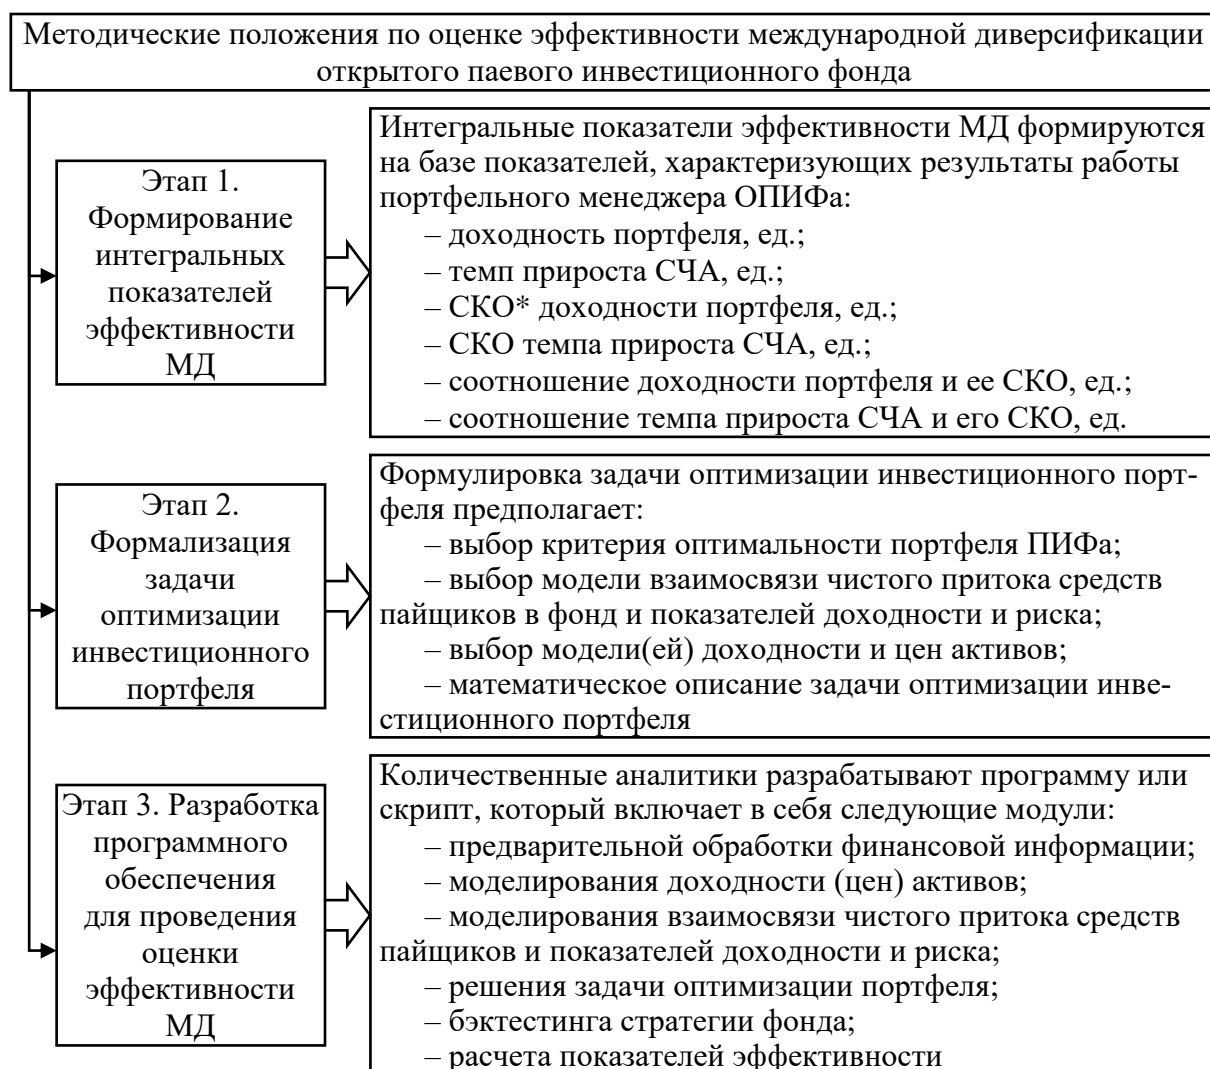 Методические положения по оценке эффективности международной диверсификации
открытого паевого инвестиционного фонда
Этап 1.
Формирование
интегральных
показателей
эффективности
МД
Интегральные показатели эффективности МД формируются
на базе показателей, характеризующих результаты работы
портфельного менеджера ОПИФа:
– доходность портфеля, ед.;
– темп прироста СЧА, ед.;
– СКО* доходности портфеля, ед.;
– СКО темпа прироста СЧА, ед.;
– соотношение доходности портфеля и ее СКО, ед.;
– соотношение темпа прироста СЧА и его СКО, ед.
Этап 2.
Формализация
задачи
оптимизации
инвестиционного
портфеля
Формулировка задачи оптимизации инвестиционного порт-
феля предполагает:
– выбор критерия оптимальности портфеля ПИФа;
– выбор модели взаимосвязи чистого притока средств
пайщиков в фонд и показателей доходности и риска;
– выбор модели(ей) доходности и цен активов;
– математическое описание задачи оптимизации инве-
стиционного портфеля
Этап 3. Разработка
программного
обеспечения
для проведения
оценки
эффективности
МД
Количественные аналитики разрабатывают программу или
скрипт, который включает в себя следующие модули:
– предварительной обработки финансовой информации;
– моделирования доходности (цен) активов;
– моделирования взаимосвязи чистого притока средств
пайщиков и показателей доходности и риска;
– решения задачи оптимизации портфеля;
– бэктестинга стратегии фонда;
– расчета показателей эффективности